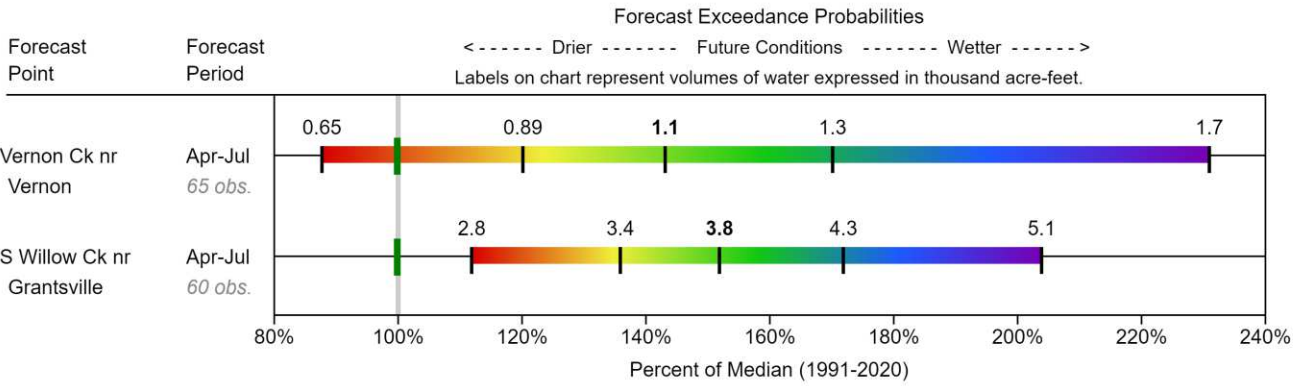 Forecast Exceedance Probabilities
Forecast Point
Forecast Period
<------ Drier ------- Future Conditions ------- Wetter ------>
Labels on chart represent volumes of water expressed in thousand acre-feet.
0.65 0.89 1.1 1.3 1.7
Vernon Ck nr
Vernon
Apr-Jul
65 obs.
2.8 3.4 3.8 4.3 5.1
S Willow Ck nr
Grantsville
Apr-Jul
60 obs.
80% 100% 120% 140% 160% 180% 200% 220% 240%
Percent of Median (1991-2020)